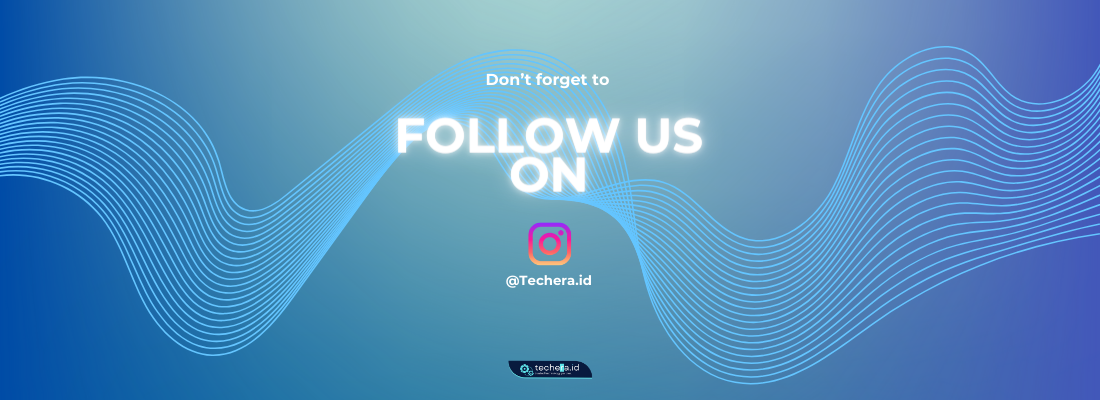 Don't forget to
FOLLOW US
ON
@Techera.id
techera.id